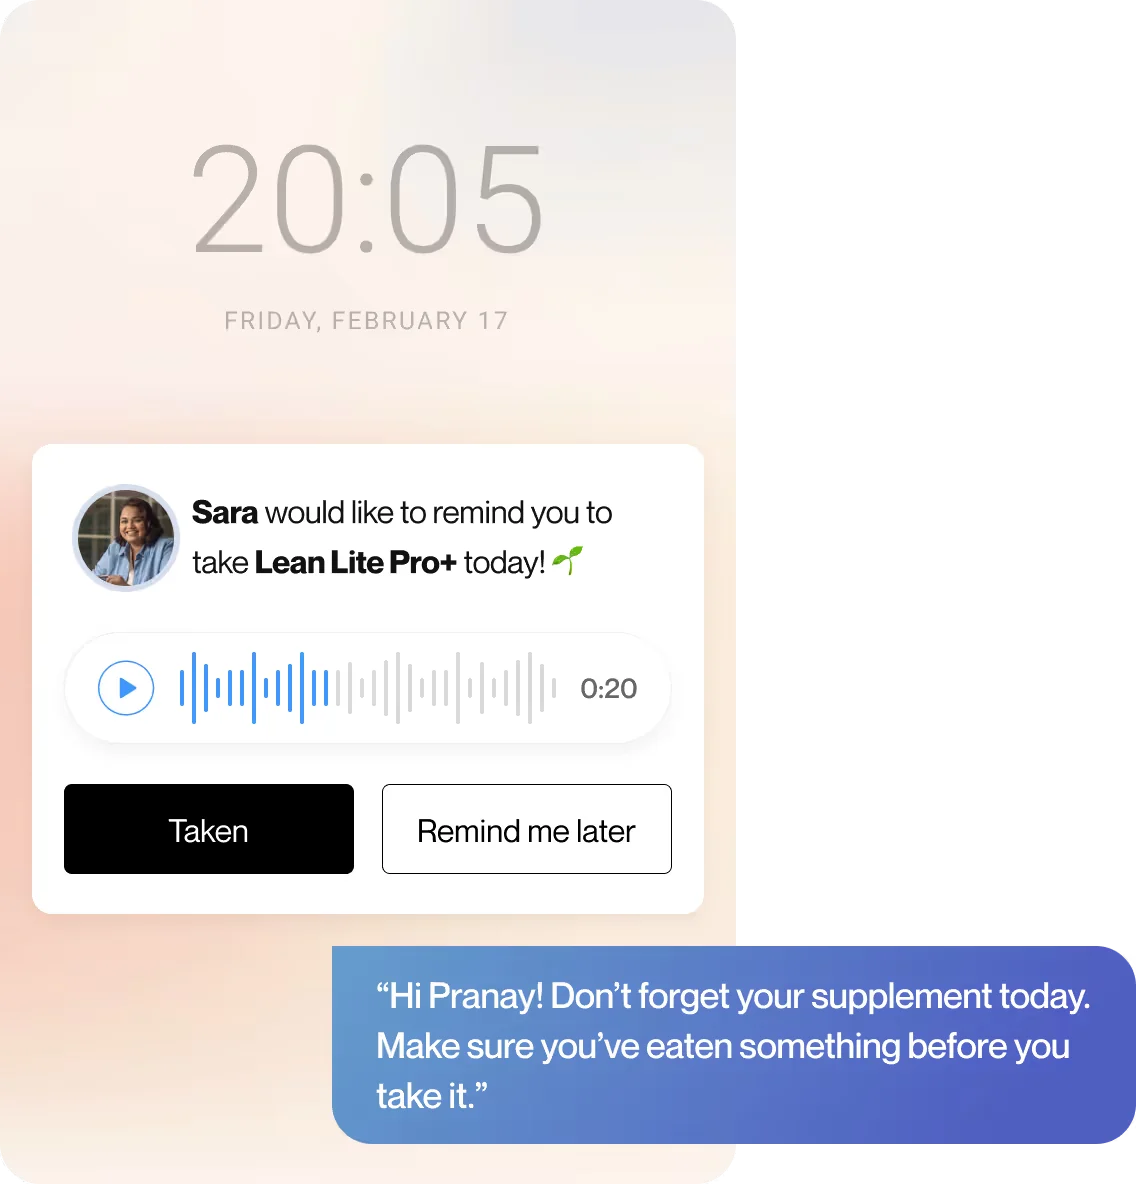 20:05
FRIDAY, FEBRUARY 17
Sara would like to remind you to
take Lean Lite Pro+ today! 🌱
0:20
Taken
Remind me later
“Hi Pranay! Don’t forget your supplement today.
Make sure you’ve eaten something before you
take it.”